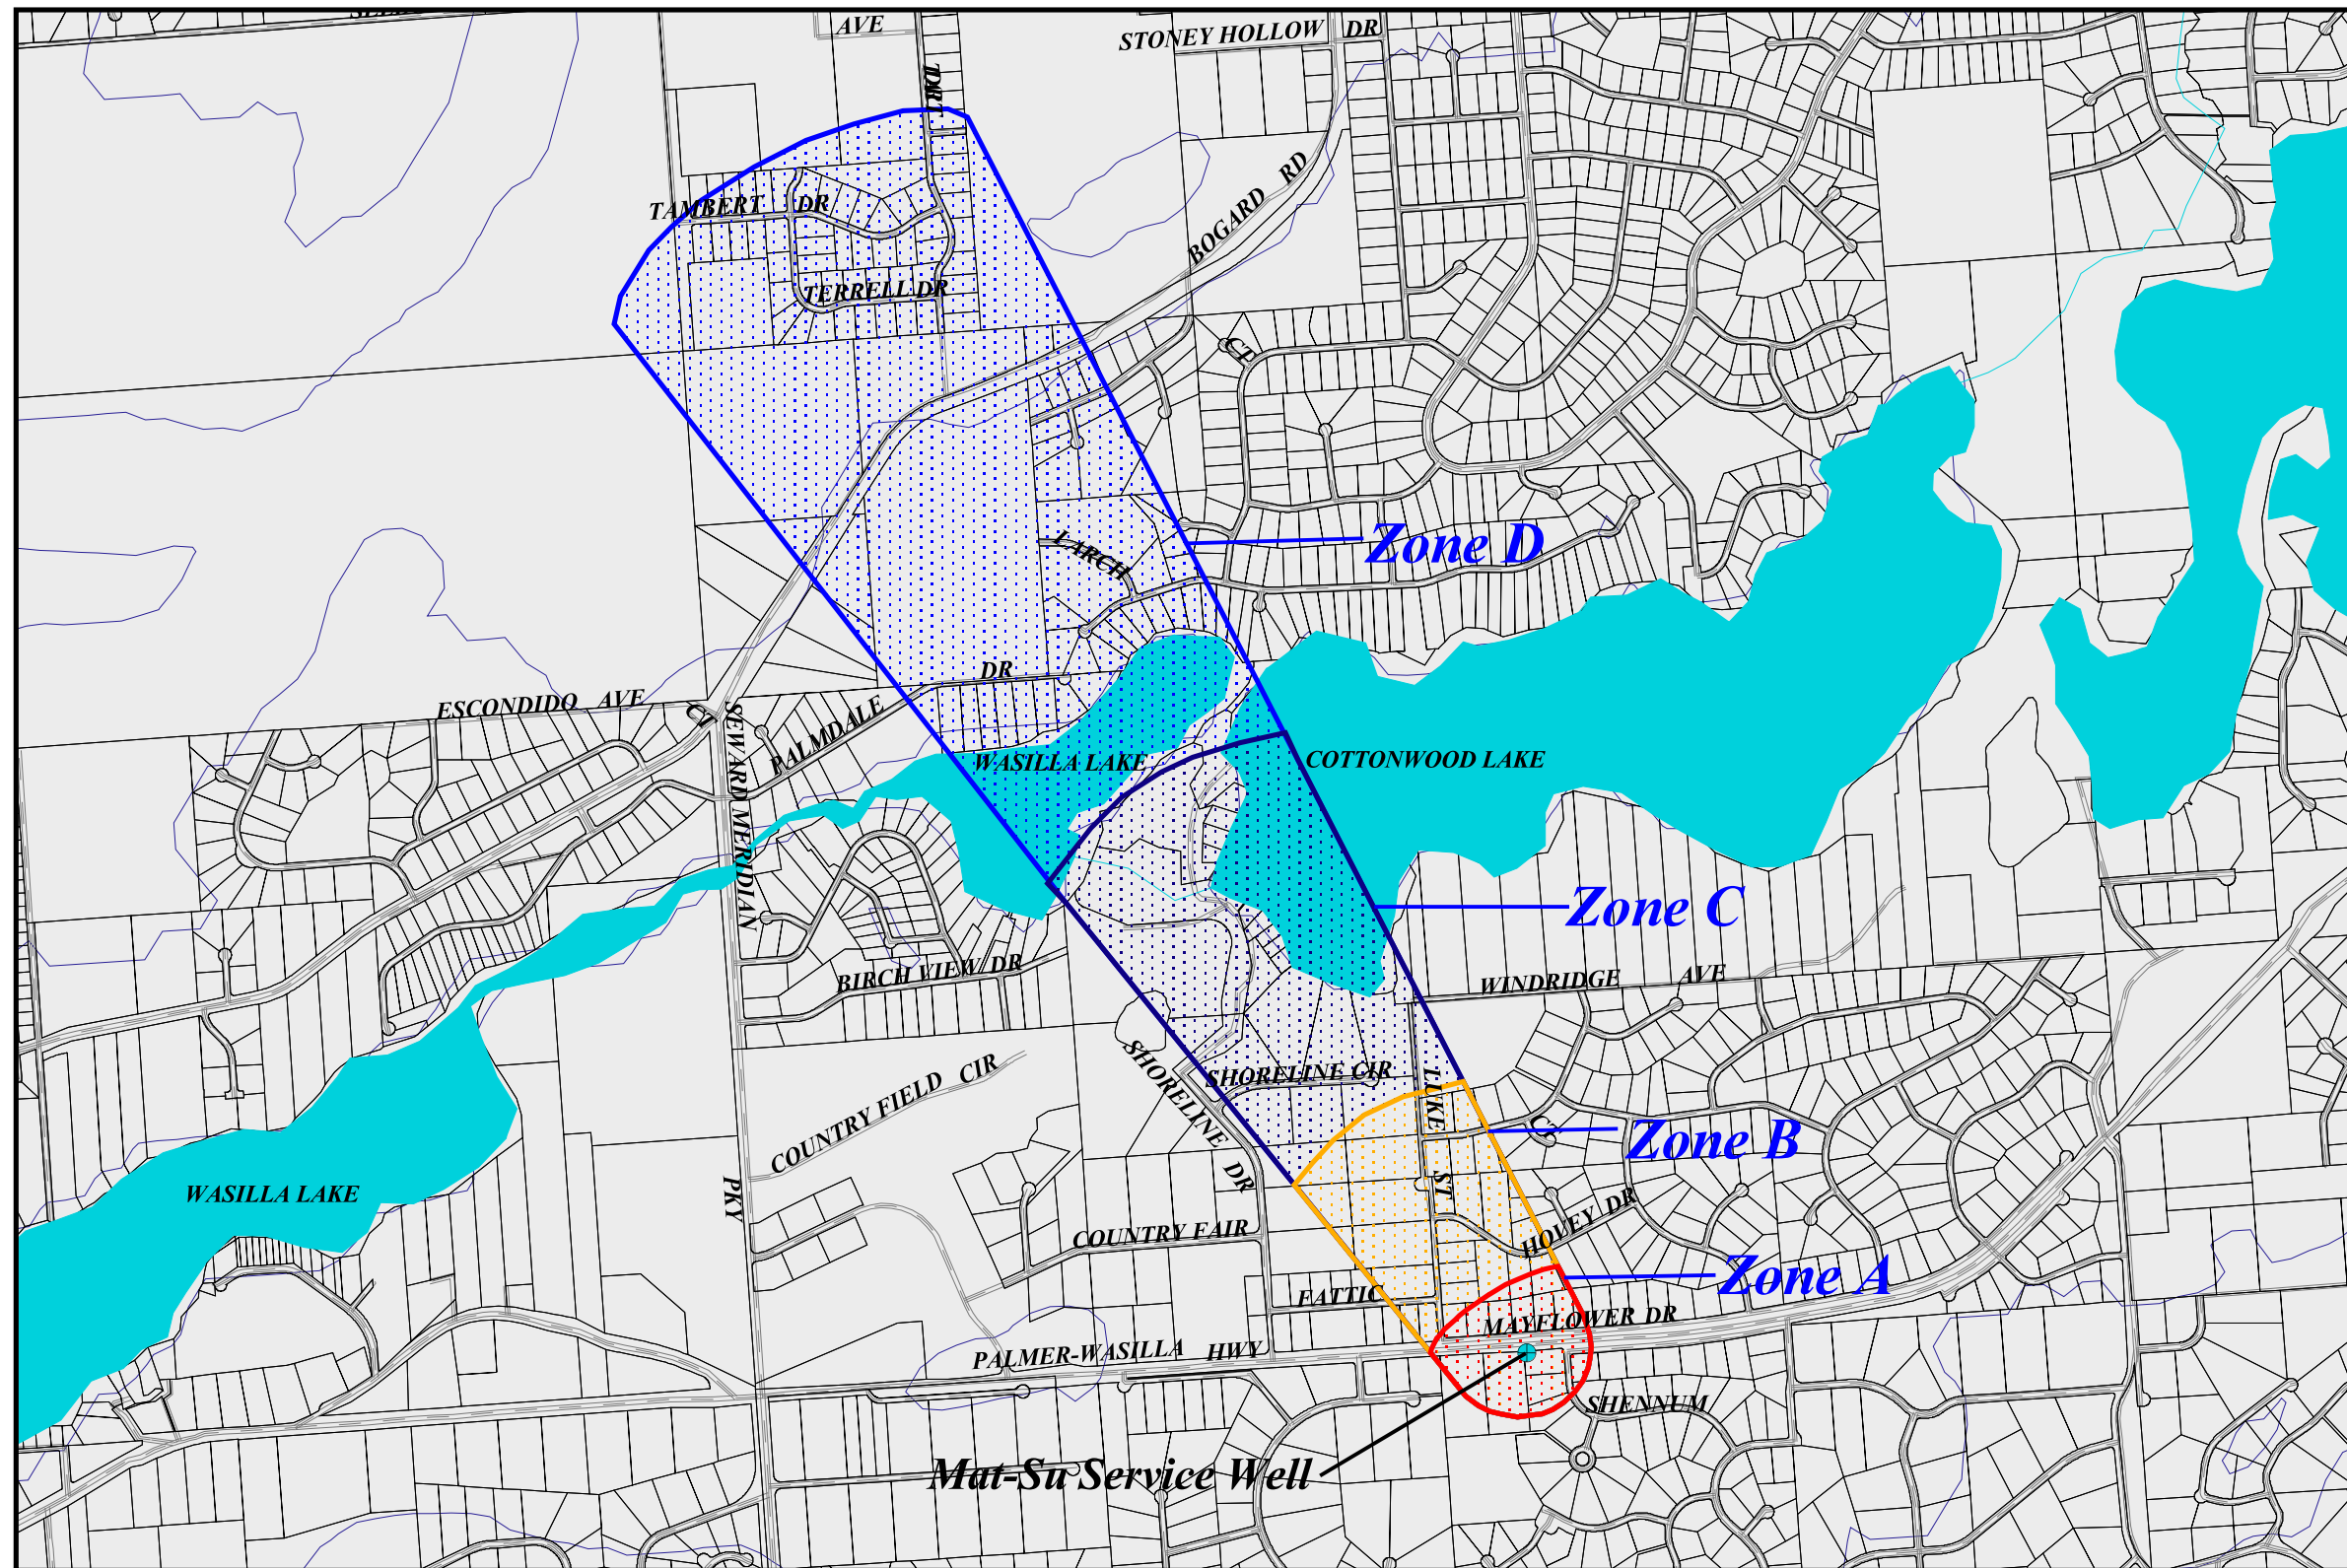 AVE
STONEY HOLLOW DR
BOGARD RD
TAMBERT DR
TERRELL DR
CT
Zone D
LARCH
DR
ESCONDIDO AVE
CT
SEWARD MERIDIAN
PALMDALE
WASILLA LAKE
COTTONWOOD LAKE
Zone C
BIRCH VIEW DR
WINDRIDGE AVE
COUNTRY FIELD CIR
SHORELINE DR
SHORELINE CIR
LUKE ST
CT
Zone B
WASILLA LAKE
PKY
COUNTRY FAIR
HOVEY DR
Zone A
FATTIC
MAYFLOWER DR
PALMER-WASILLA HWY
SHENNUM
Mat-Su Service Well